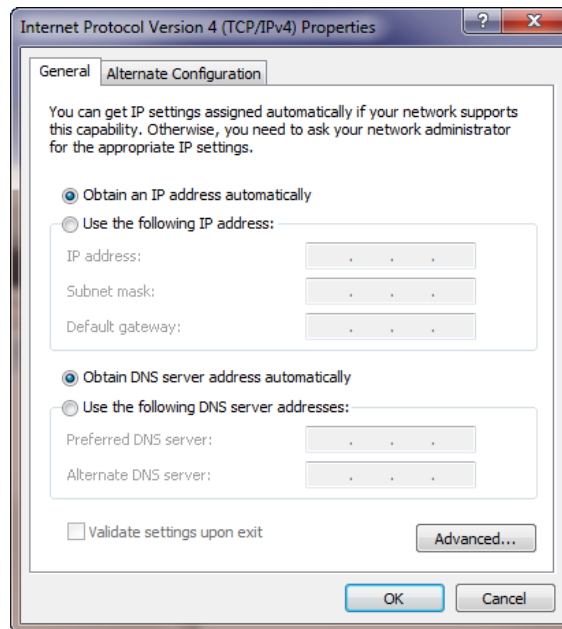 Internet Protocol Version 4 (TCP/IPv4) Properties
?
X
General
Alternate Configuration
You can get IP settings assigned automatically if your network supports
this capability. Otherwise, you need to ask your network administrator
for the appropriate IP settings.
Obtain an IP address automatically
Use the following IP address:
IP address:
. . .
Subnet mask:
. . .
Default gateway:
. . .
Obtain DNS server address automatically
Use the following DNS server addresses:
Preferred DNS server:
. . .
Alternate DNS server:
. . .
Validate settings upon exit
Advanced...
OK
Cancel